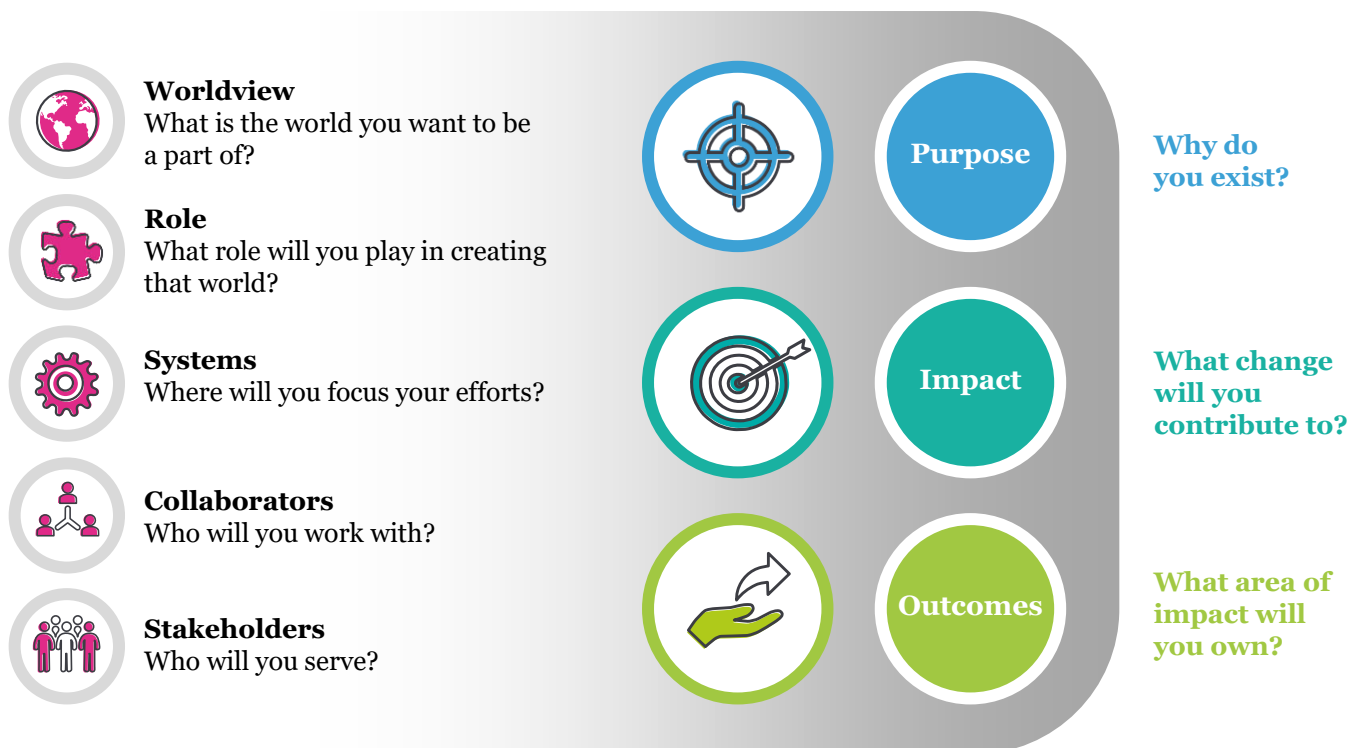 Worldview
What is the world you want to be
a part of?
Role
What role will you play in creating
that world?
Systems
Where will you focus your efforts?
Collaborators
Who will you work with?
Stakeholders
Who will you serve?
Purpose
Why do
you exist?
Impact
What change
will you
contribute to?
Outcomes
What area of
impact will
you own?